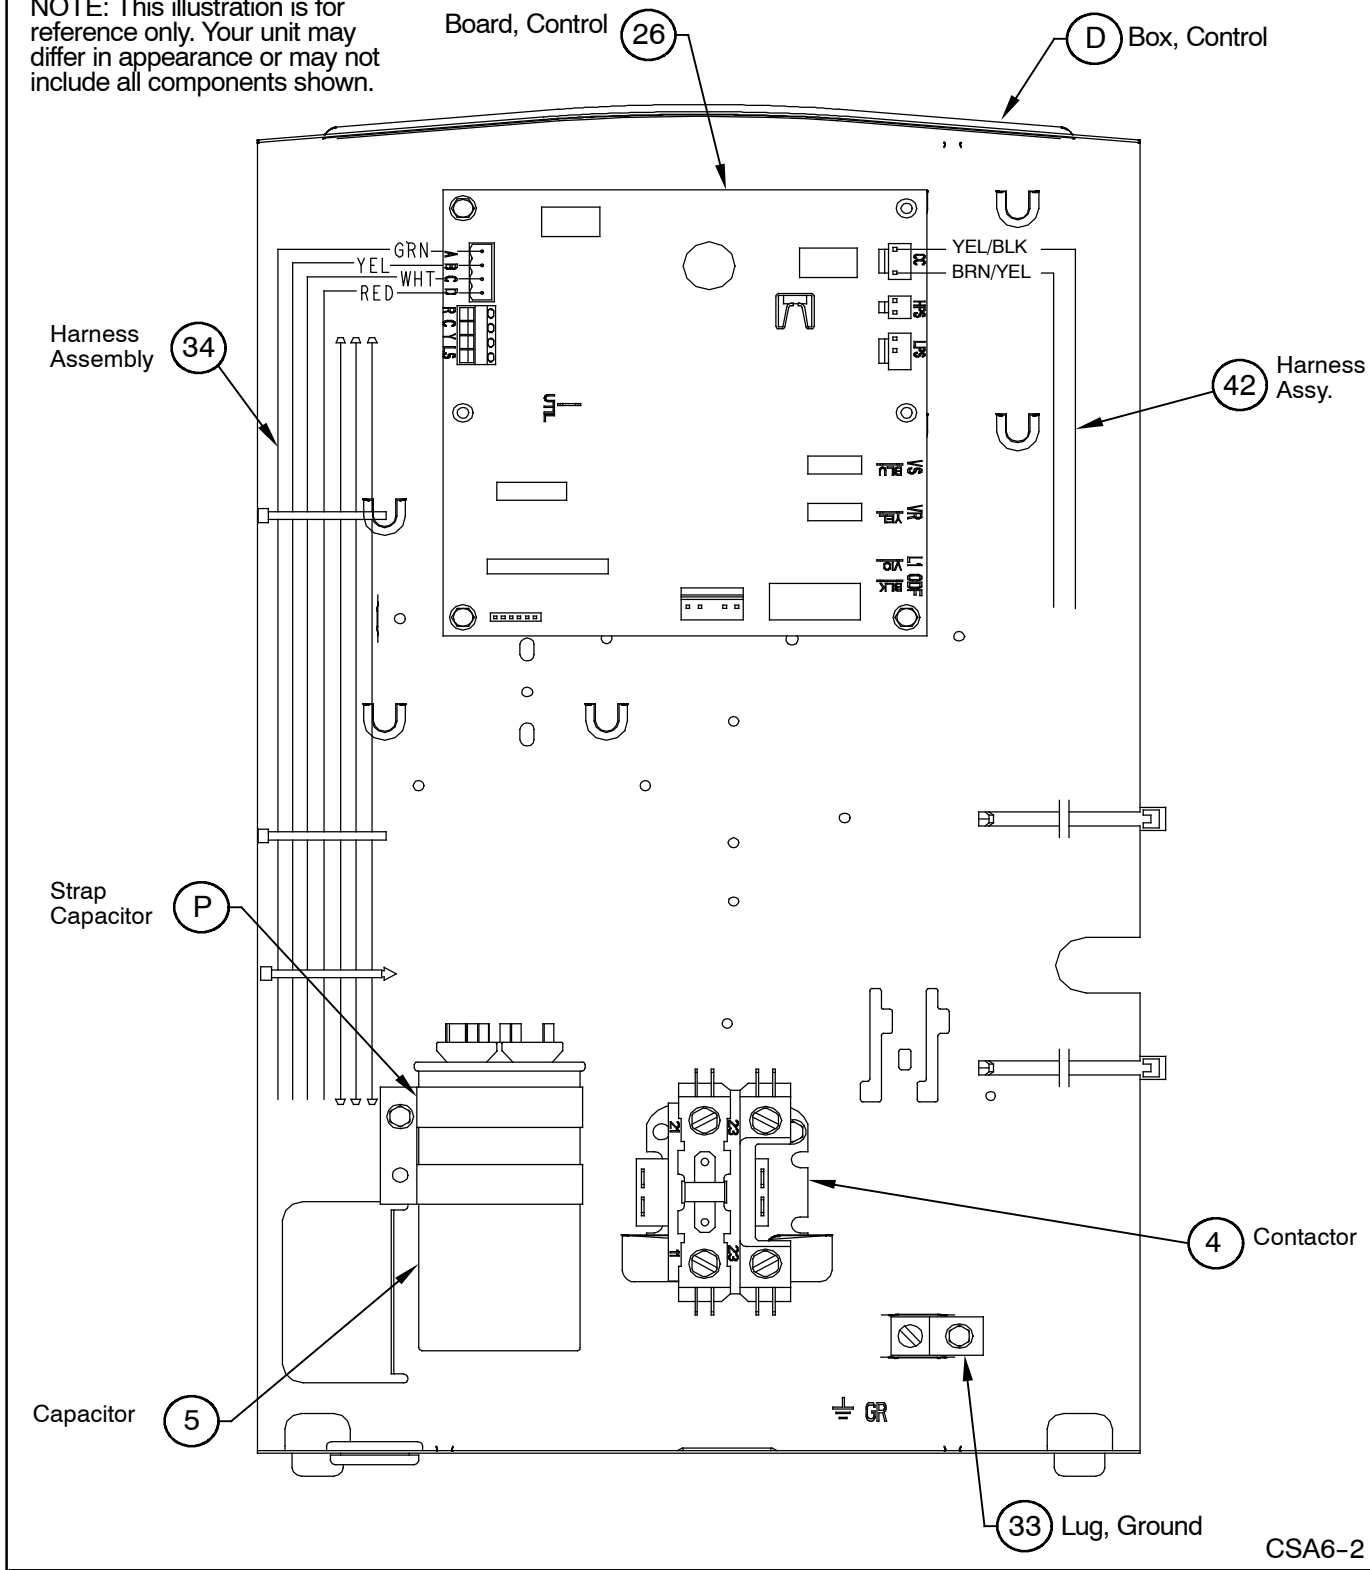 NOTE: This illustration is for
reference only. Your unit may
differ in appearance or may not
include all components shown.
Board, Control 26
D Box, Control
GRN
YEL
WHT
RED
A
B
C
D
R
C
Y
LS
UTIL
YEL/BLK
BRN/YEL
CC
HPS
LPS
VS
BLU
VR
YEL
L1 ODF
VIO
BLK
Harness
Assembly 34
42 Harness
Assy.
Strap
Capacitor P
21
23
11
23
4 Contactor
Capacitor 5
GR
33 Lug, Ground
CSA6-2